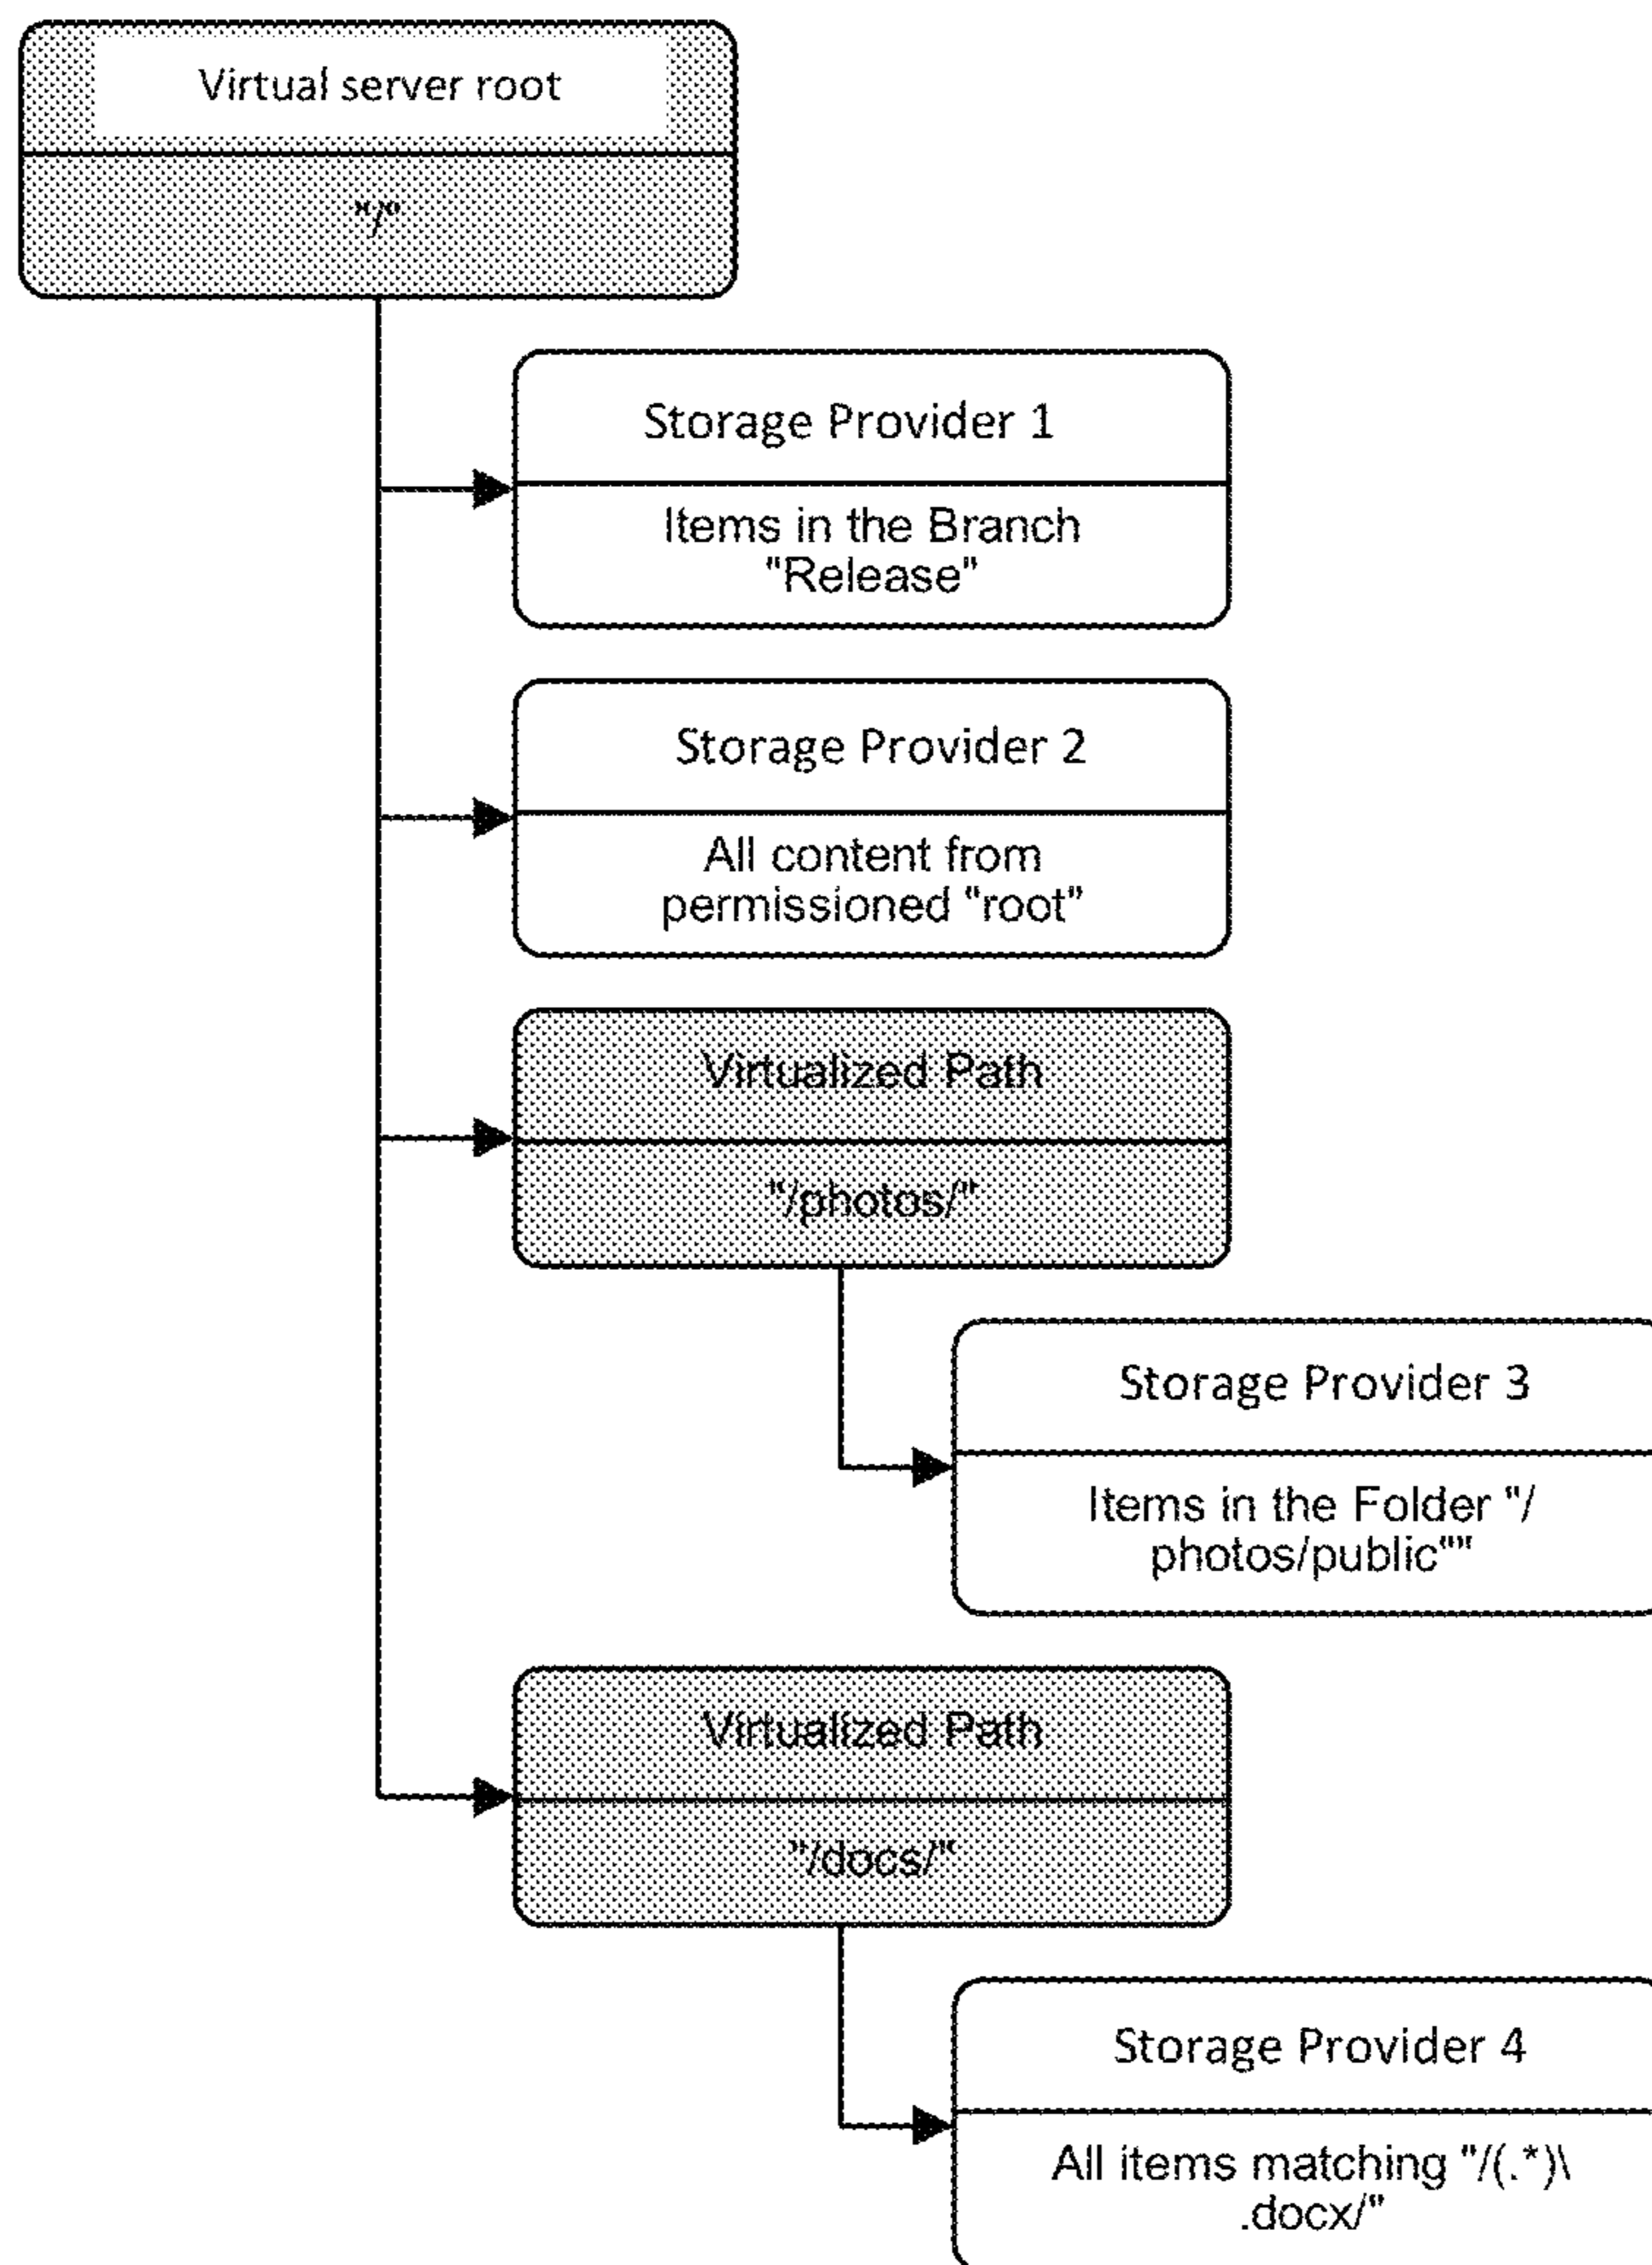 Virtual server root
"/"
Storage Provider 1
Items in the Branch
"Release"
Storage Provider 2
All content from
permissioned "root"
Virtualized Path
"/photos/"
Storage Provider 3
Items in the Folder "/
photos/public""
Virtualized Path
"/docs/"
Storage Provider 4
All items matching "/(.*)\
.docx/"